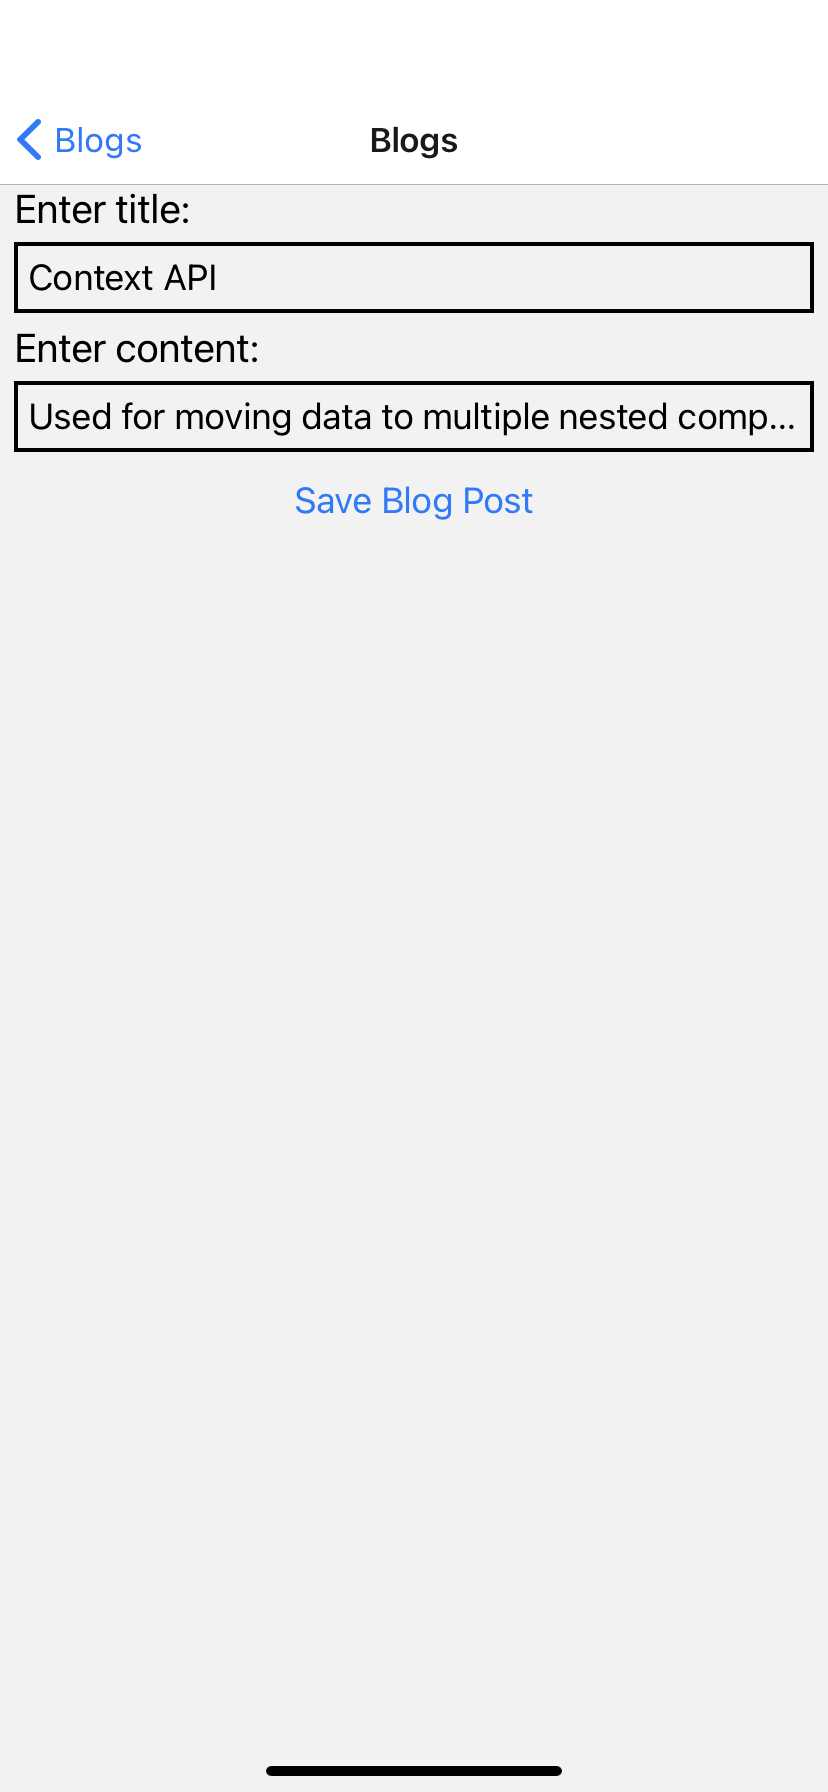 Blogs
Blogs
Enter title:
Context API
Enter content:
Used for moving data to multiple nested comp...
Save Blog Post